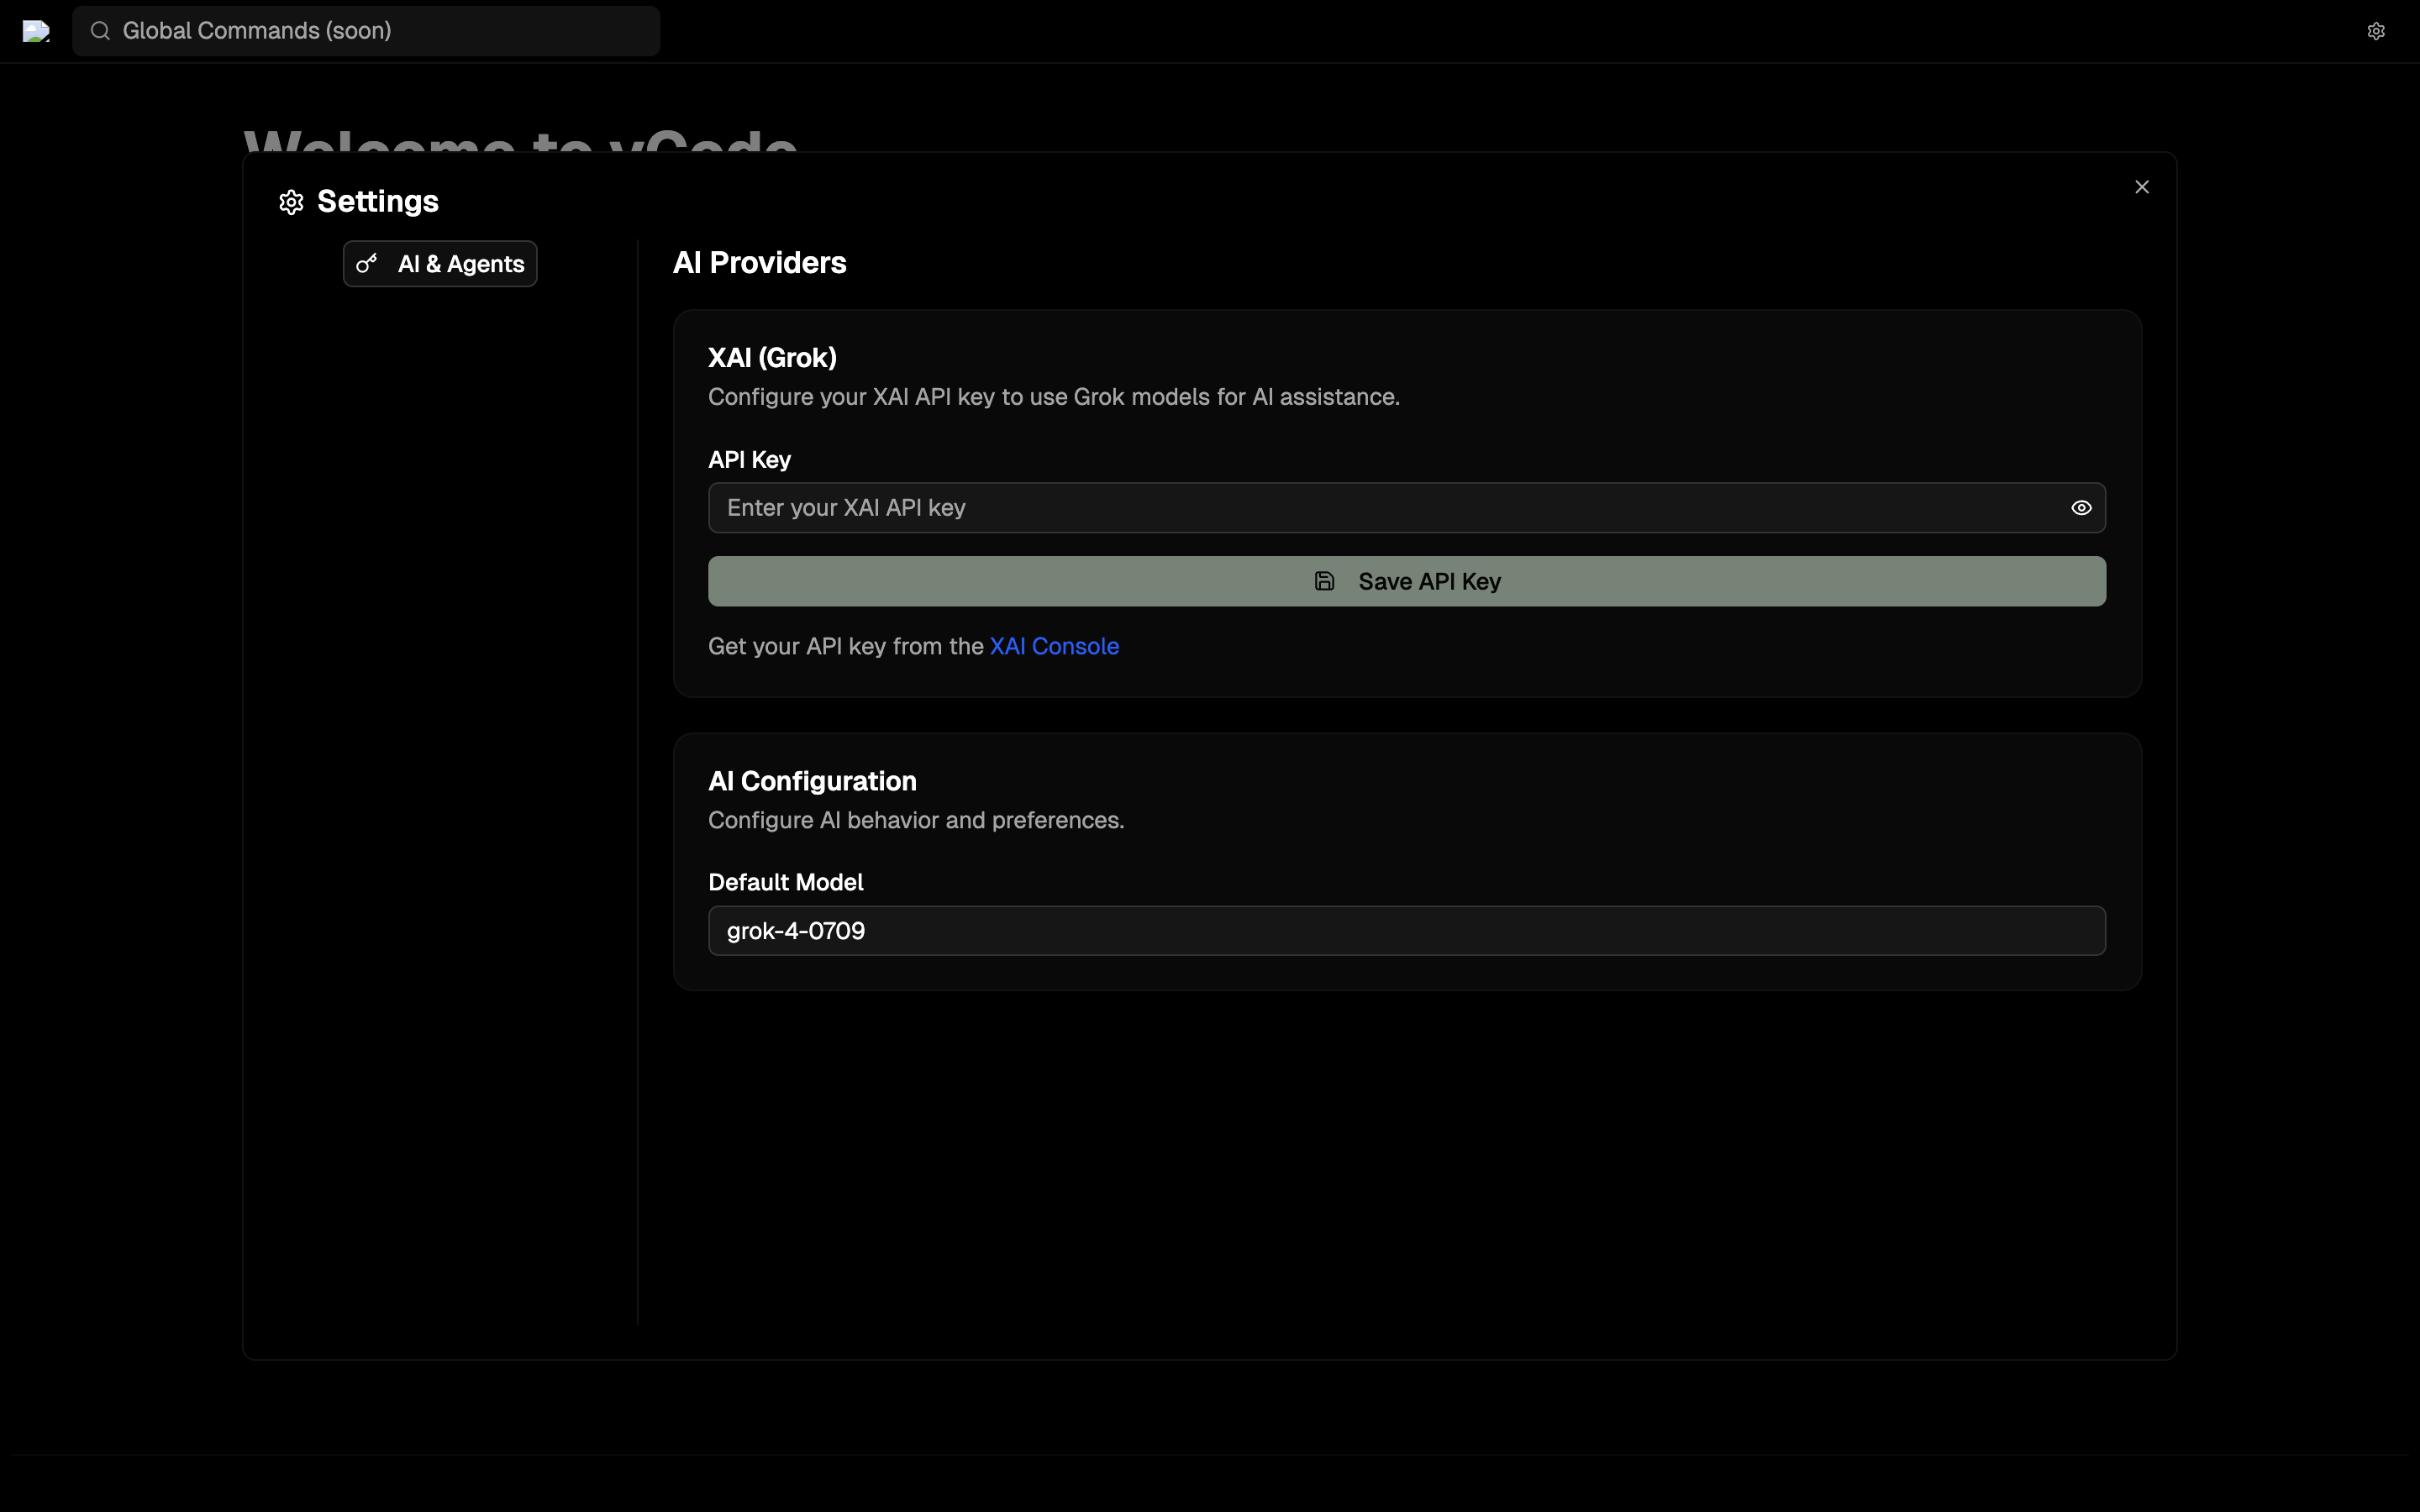 Global Commands (soon)
Welcome to vCode
Settings
AI & Agents
AI Providers
XAI (Grok)
Configure your XAI API key to use Grok models for AI assistance.
API Key
Enter your XAI API key
Save API Key
Get your API key from the XAI Console
AI Configuration
Configure AI behavior and preferences.
Default Model
grok-4-0709